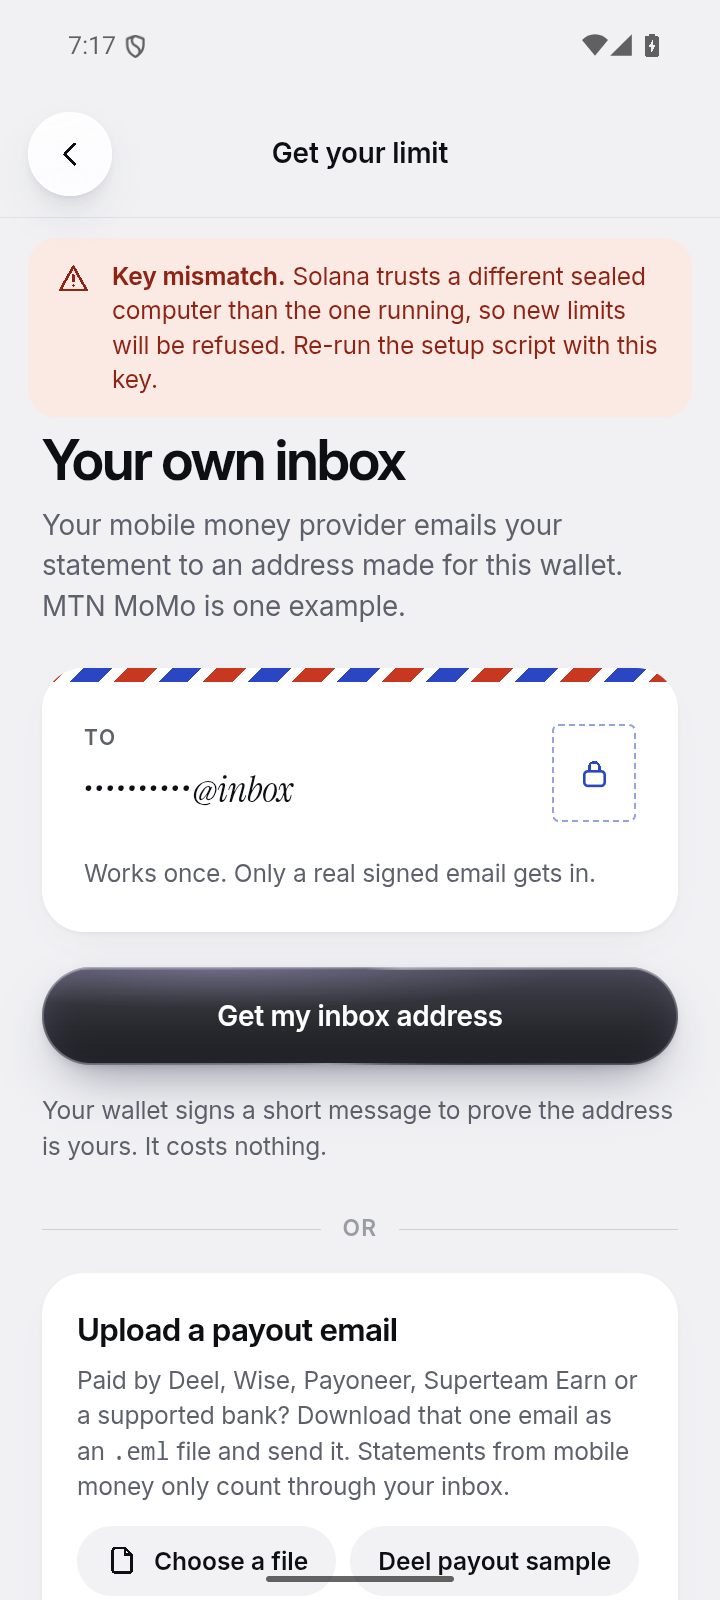 7:17
Get your limit
Key mismatch. Solana trusts a different sealed
computer than the one running, so new limits
will be refused. Re-run the setup script with this
key.
Your own inbox
Your mobile money provider emails your
statement to an address made for this wallet.
MTN MoMo is one example.
TO
••••••••••@inbox
Works once. Only a real signed email gets in.
Get my inbox address
Your wallet signs a short message to prove the address
is yours. It costs nothing.
OR
Upload a payout email
Paid by Deel, Wise, Payoneer, Superteam Earn or
a supported bank? Download that one email as
an .eml file and send it. Statements from mobile
money only count through your inbox.
Choose a file
Deel payout sample